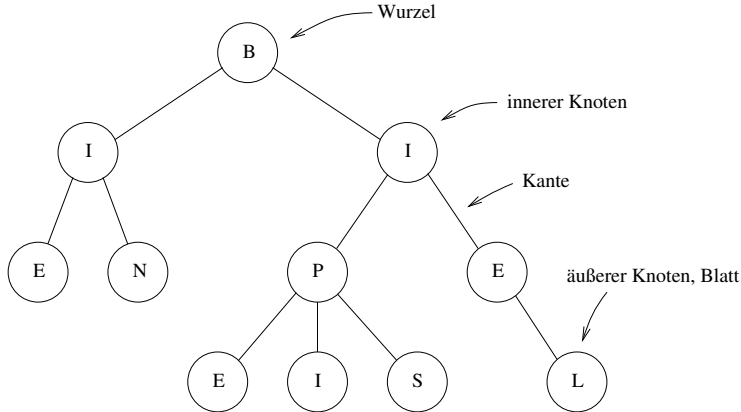 Wurzel
B
innerer Knoten
I
I
Kante
E
N
P
E
äußerer Knoten, Blatt
E
I
S
L